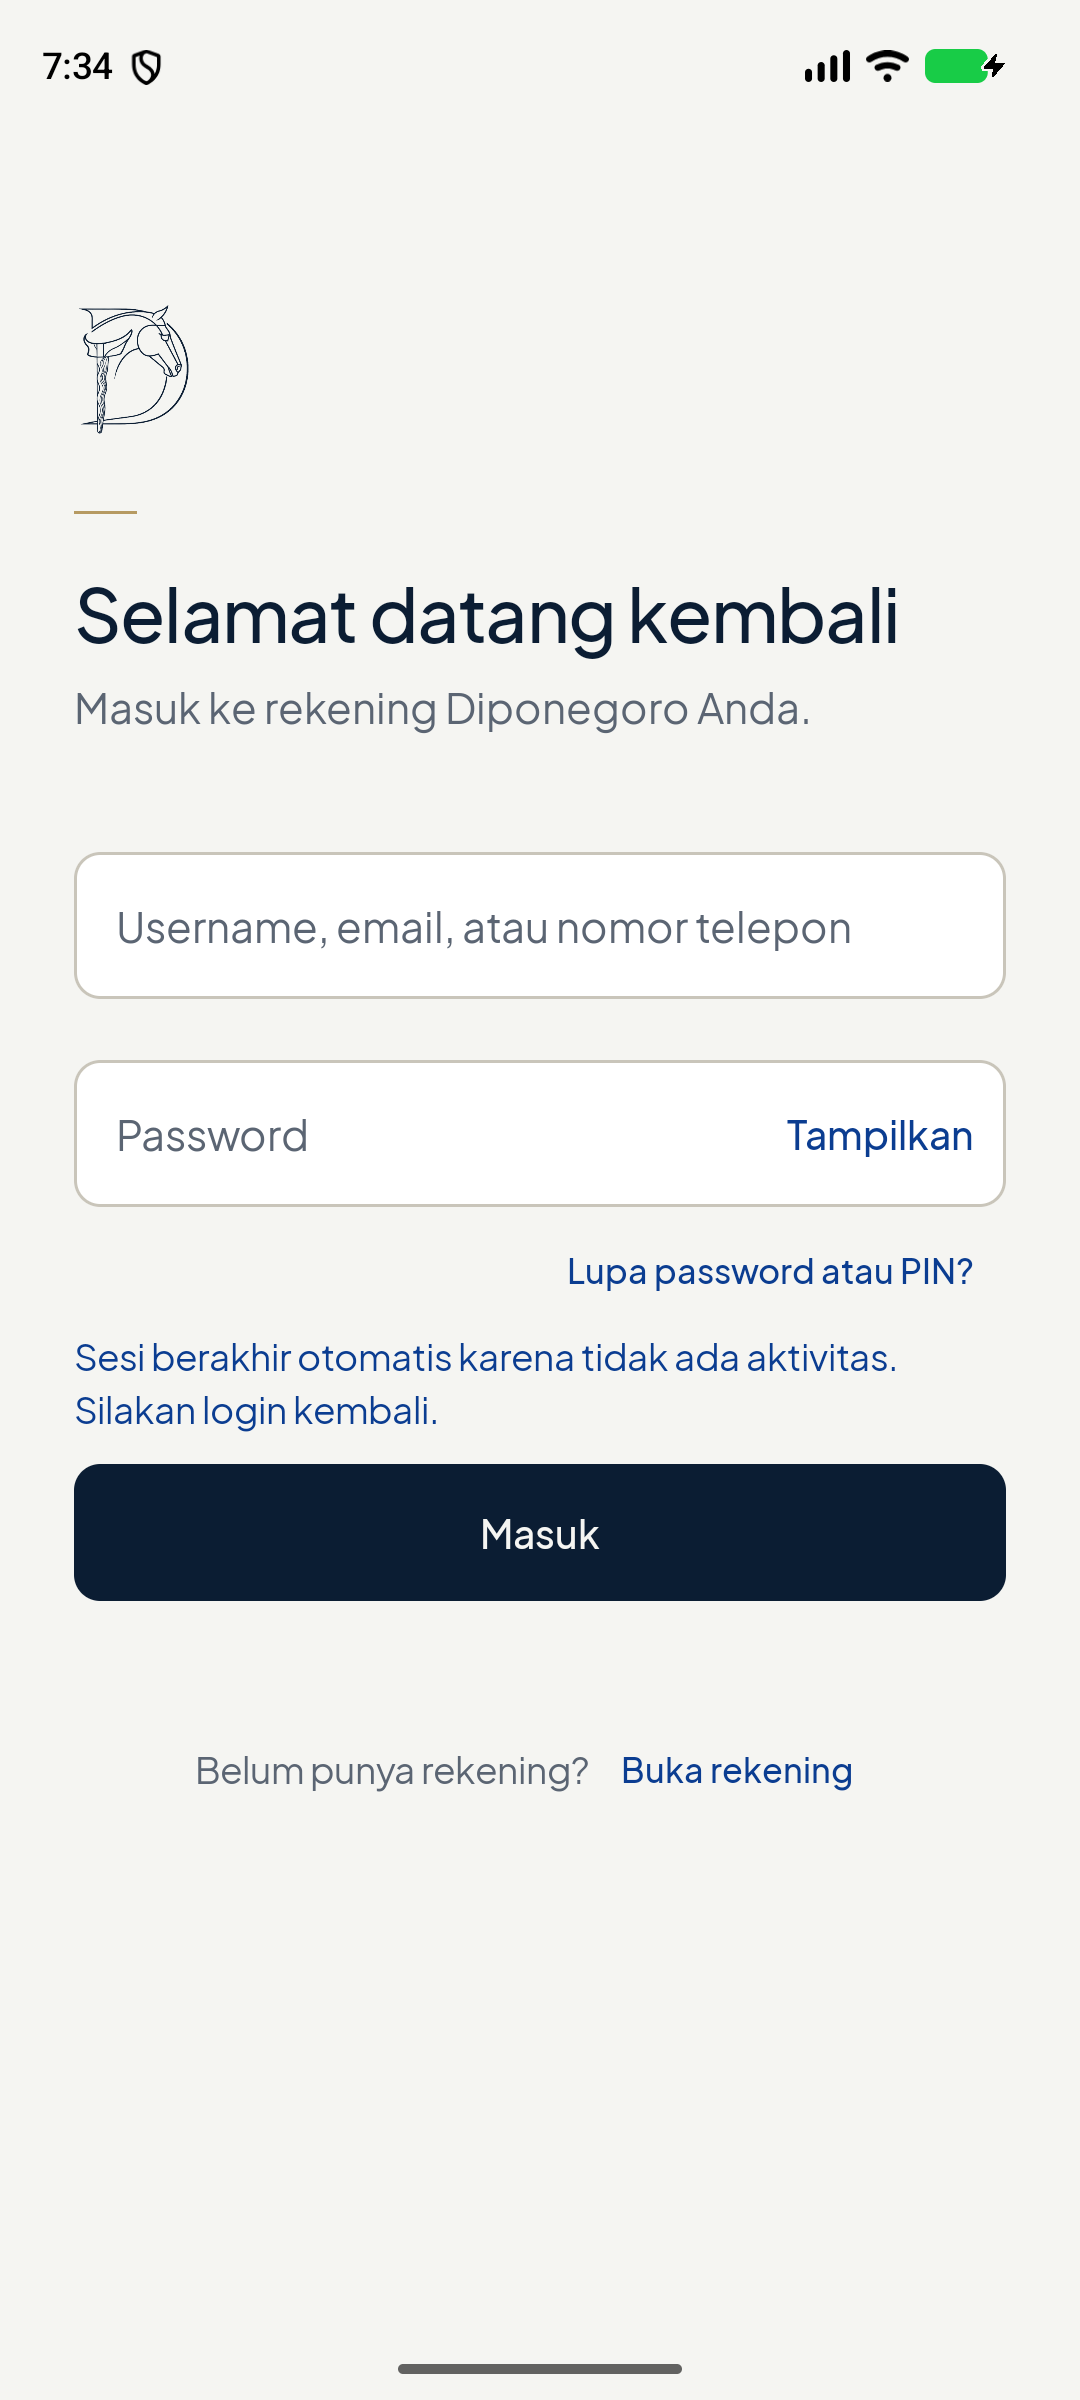 7:34
Selamat datang kembali
Masuk ke rekening Diponegoro Anda.
Username, email, atau nomor telepon
Password
Tampilkan
Lupa password atau PIN?
Sesi berakhir otomatis karena tidak ada aktivitas.
Silakan login kembali.
Masuk
Belum punya rekening? Buka rekening